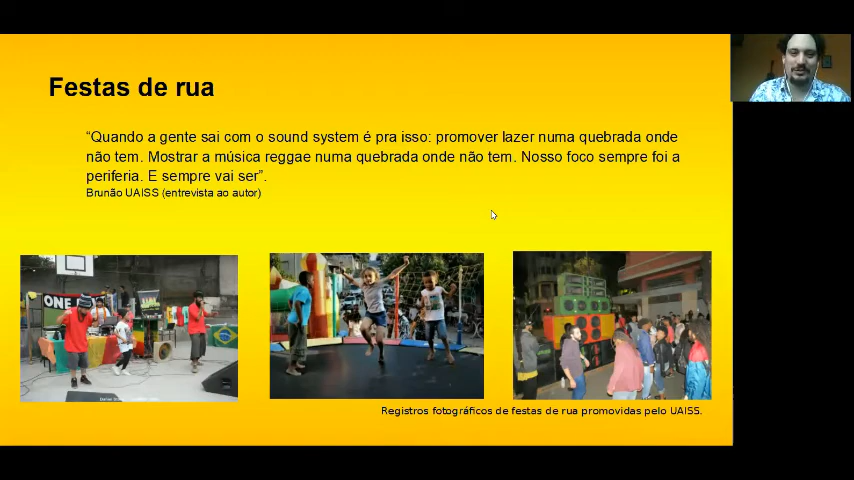 Festas de rua
“Quando a gente sai com o sound system é pra isso: promover lazer numa quebrada onde
não tem. Mostrar a música reggae numa quebrada onde não tem. Nosso foco sempre foi a
periferia. E sempre vai ser”.
Brunão UAISS (entrevista ao autor)
ONE
Registros fotográficos de festas de rua promovidas pelo UAISS.